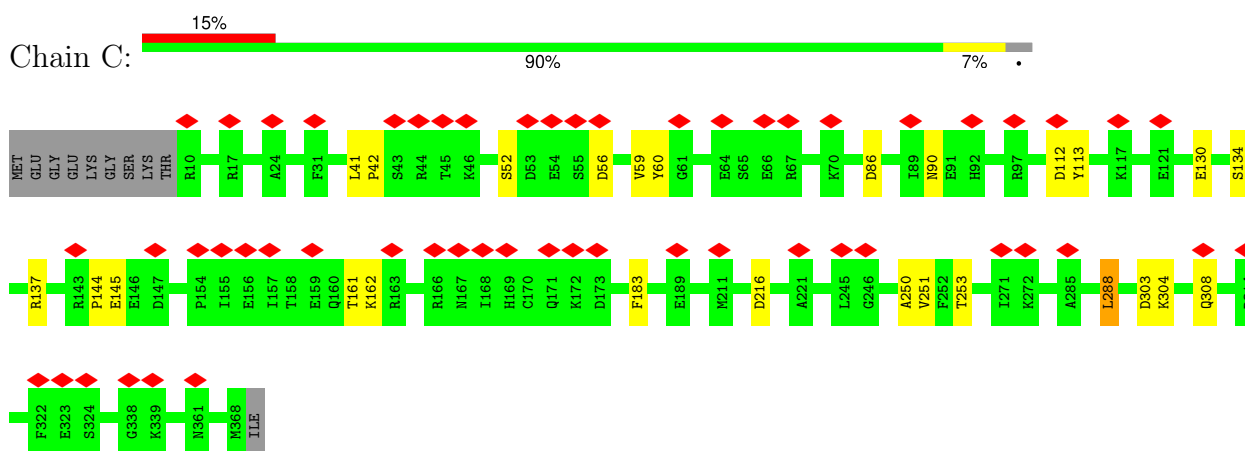 15%
Chain C:
90% 7% •
MET GLU GLY GLU LYS GLY SER LYS THR R10 R17 A24 F31 L41 P42 S43 R44 T45 K46 S52 D53 E54 S55 D56 V59 Y60 G61 E64 S65 E66 R67 K70 D86 I89 N90 E91 H92 R97 D112 Y113 K117 E121 E130 S134
R137 R143 P144 E145 E146 D147 P154 I155 E156 I157 T158 E159 Q160 T161 K162 R163 R166 N167 I168 H169 C170 Q171 K172 D173 F183 E189 M211 D216 A221 L245 G246 A250 V251 F252 T253 I271 K272 A285 L288 D303 K304 Q308
F322 E323 S324 G338 K339 N361 M368 ILE